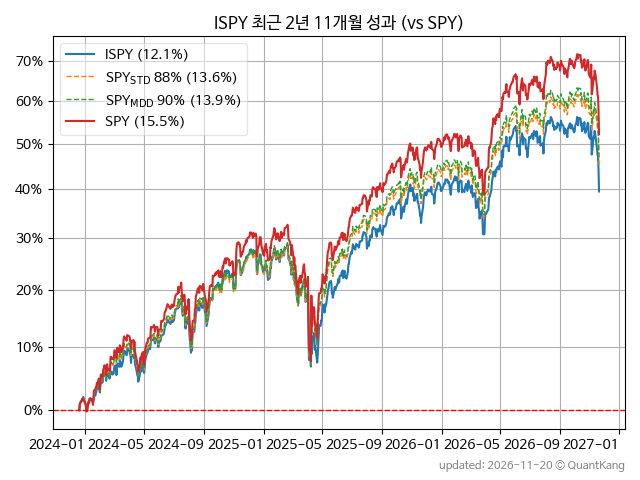 ISPY 최근 2년 11개월 성과 (vs SPY)
ISPY (12.1%)
SPY_STD 88% (13.6%)
SPY_MDD 90% (13.9%)
SPY (15.5%)
70%
60%
50%
40%
30%
20%
10%
0%
2024-01 2024-05 2024-09 2025-01 2025-05 2025-09 2026-01 2026-05 2026-09 2027-01
updated: 2026-11-20 © QuantKang